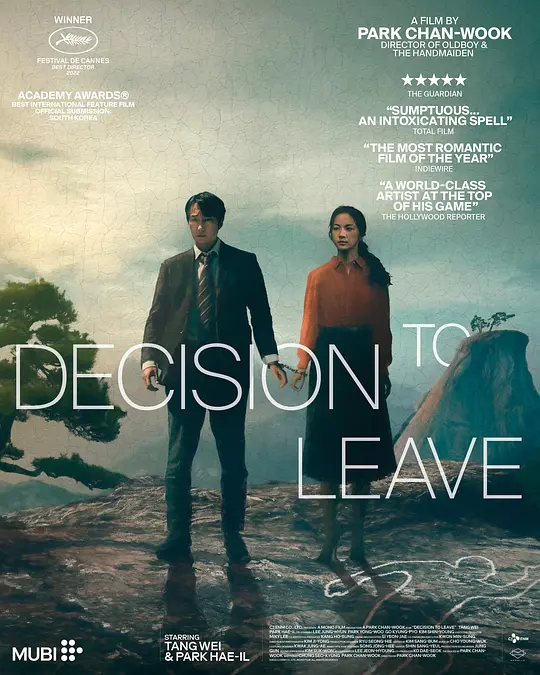 WINNER
FESTIVAL DE CANNES
BEST DIRECTOR
2022
ACADEMY AWARDS®
BEST INTERNATIONAL FEATURE FILM
OFFICIAL SUBMISSION:
SOUTH KOREA
A FILM BY
PARK CHAN-WOOK
DIRECTOR OF OLDBOY &
THE HANDMAIDEN
★★★★★
THE GUARDIAN
“SUMPTUOUS...
AN INTOXICATING SPELL”
TOTAL FILM
“THE MOST ROMANTIC
FILM OF THE YEAR”
INDIEWIRE
“A WORLD-CLASS
ARTIST AT THE TOP
OF HIS GAME”
THE HOLLYWOOD REPORTER
DECISION TO
LEAVE
MUBI
STARRING
TANG WEI
& PARK HAE-IL
CJ ENM